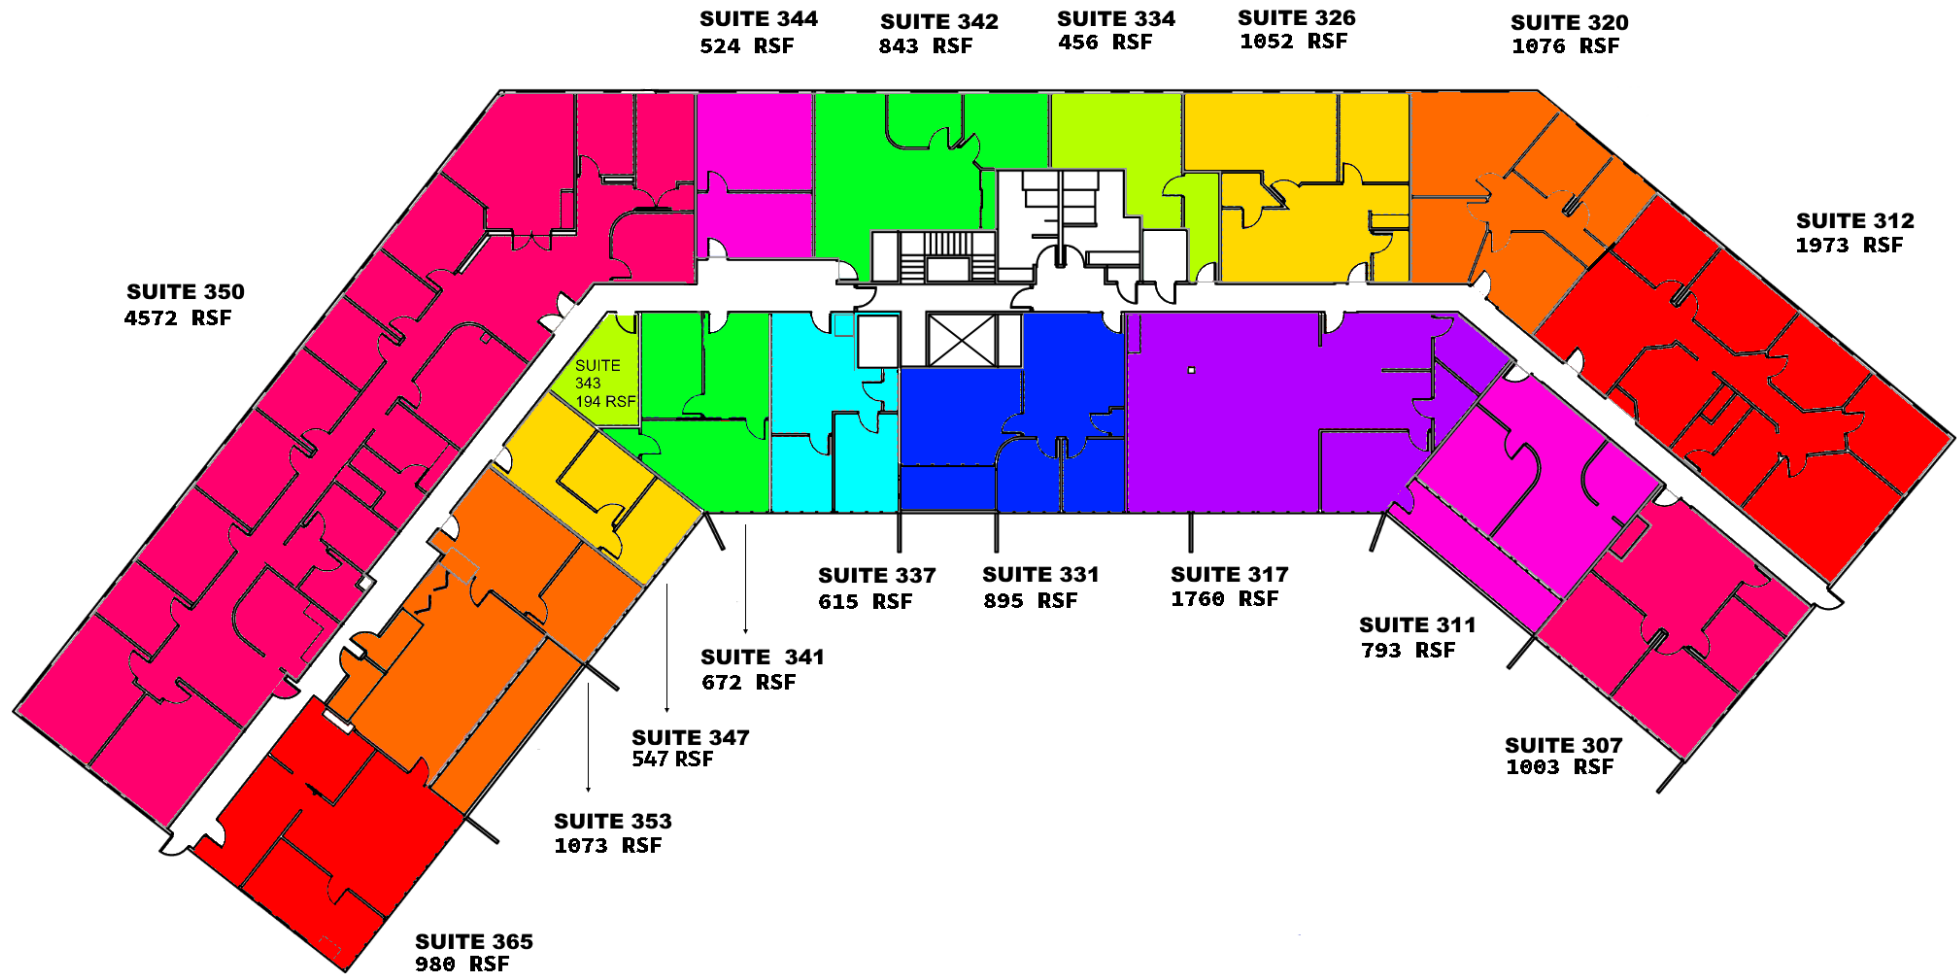 SUITE 344
524 RSF
SUITE 342
843 RSF
SUITE 334
456 RSF
SUITE 326
1052 RSF
SUITE 320
1076 RSF
SUITE 312
1973 RSF
SUITE 350
4572 RSF
SUITE
343
194 RSF
SUITE 337
615 RSF
SUITE 331
895 RSF
SUITE 317
1760 RSF
SUITE 311
793 RSF
SUITE 341
672 RSF
SUITE 347
547 RSF
SUITE 307
1003 RSF
SUITE 353
1073 RSF
SUITE 365
980 RSF